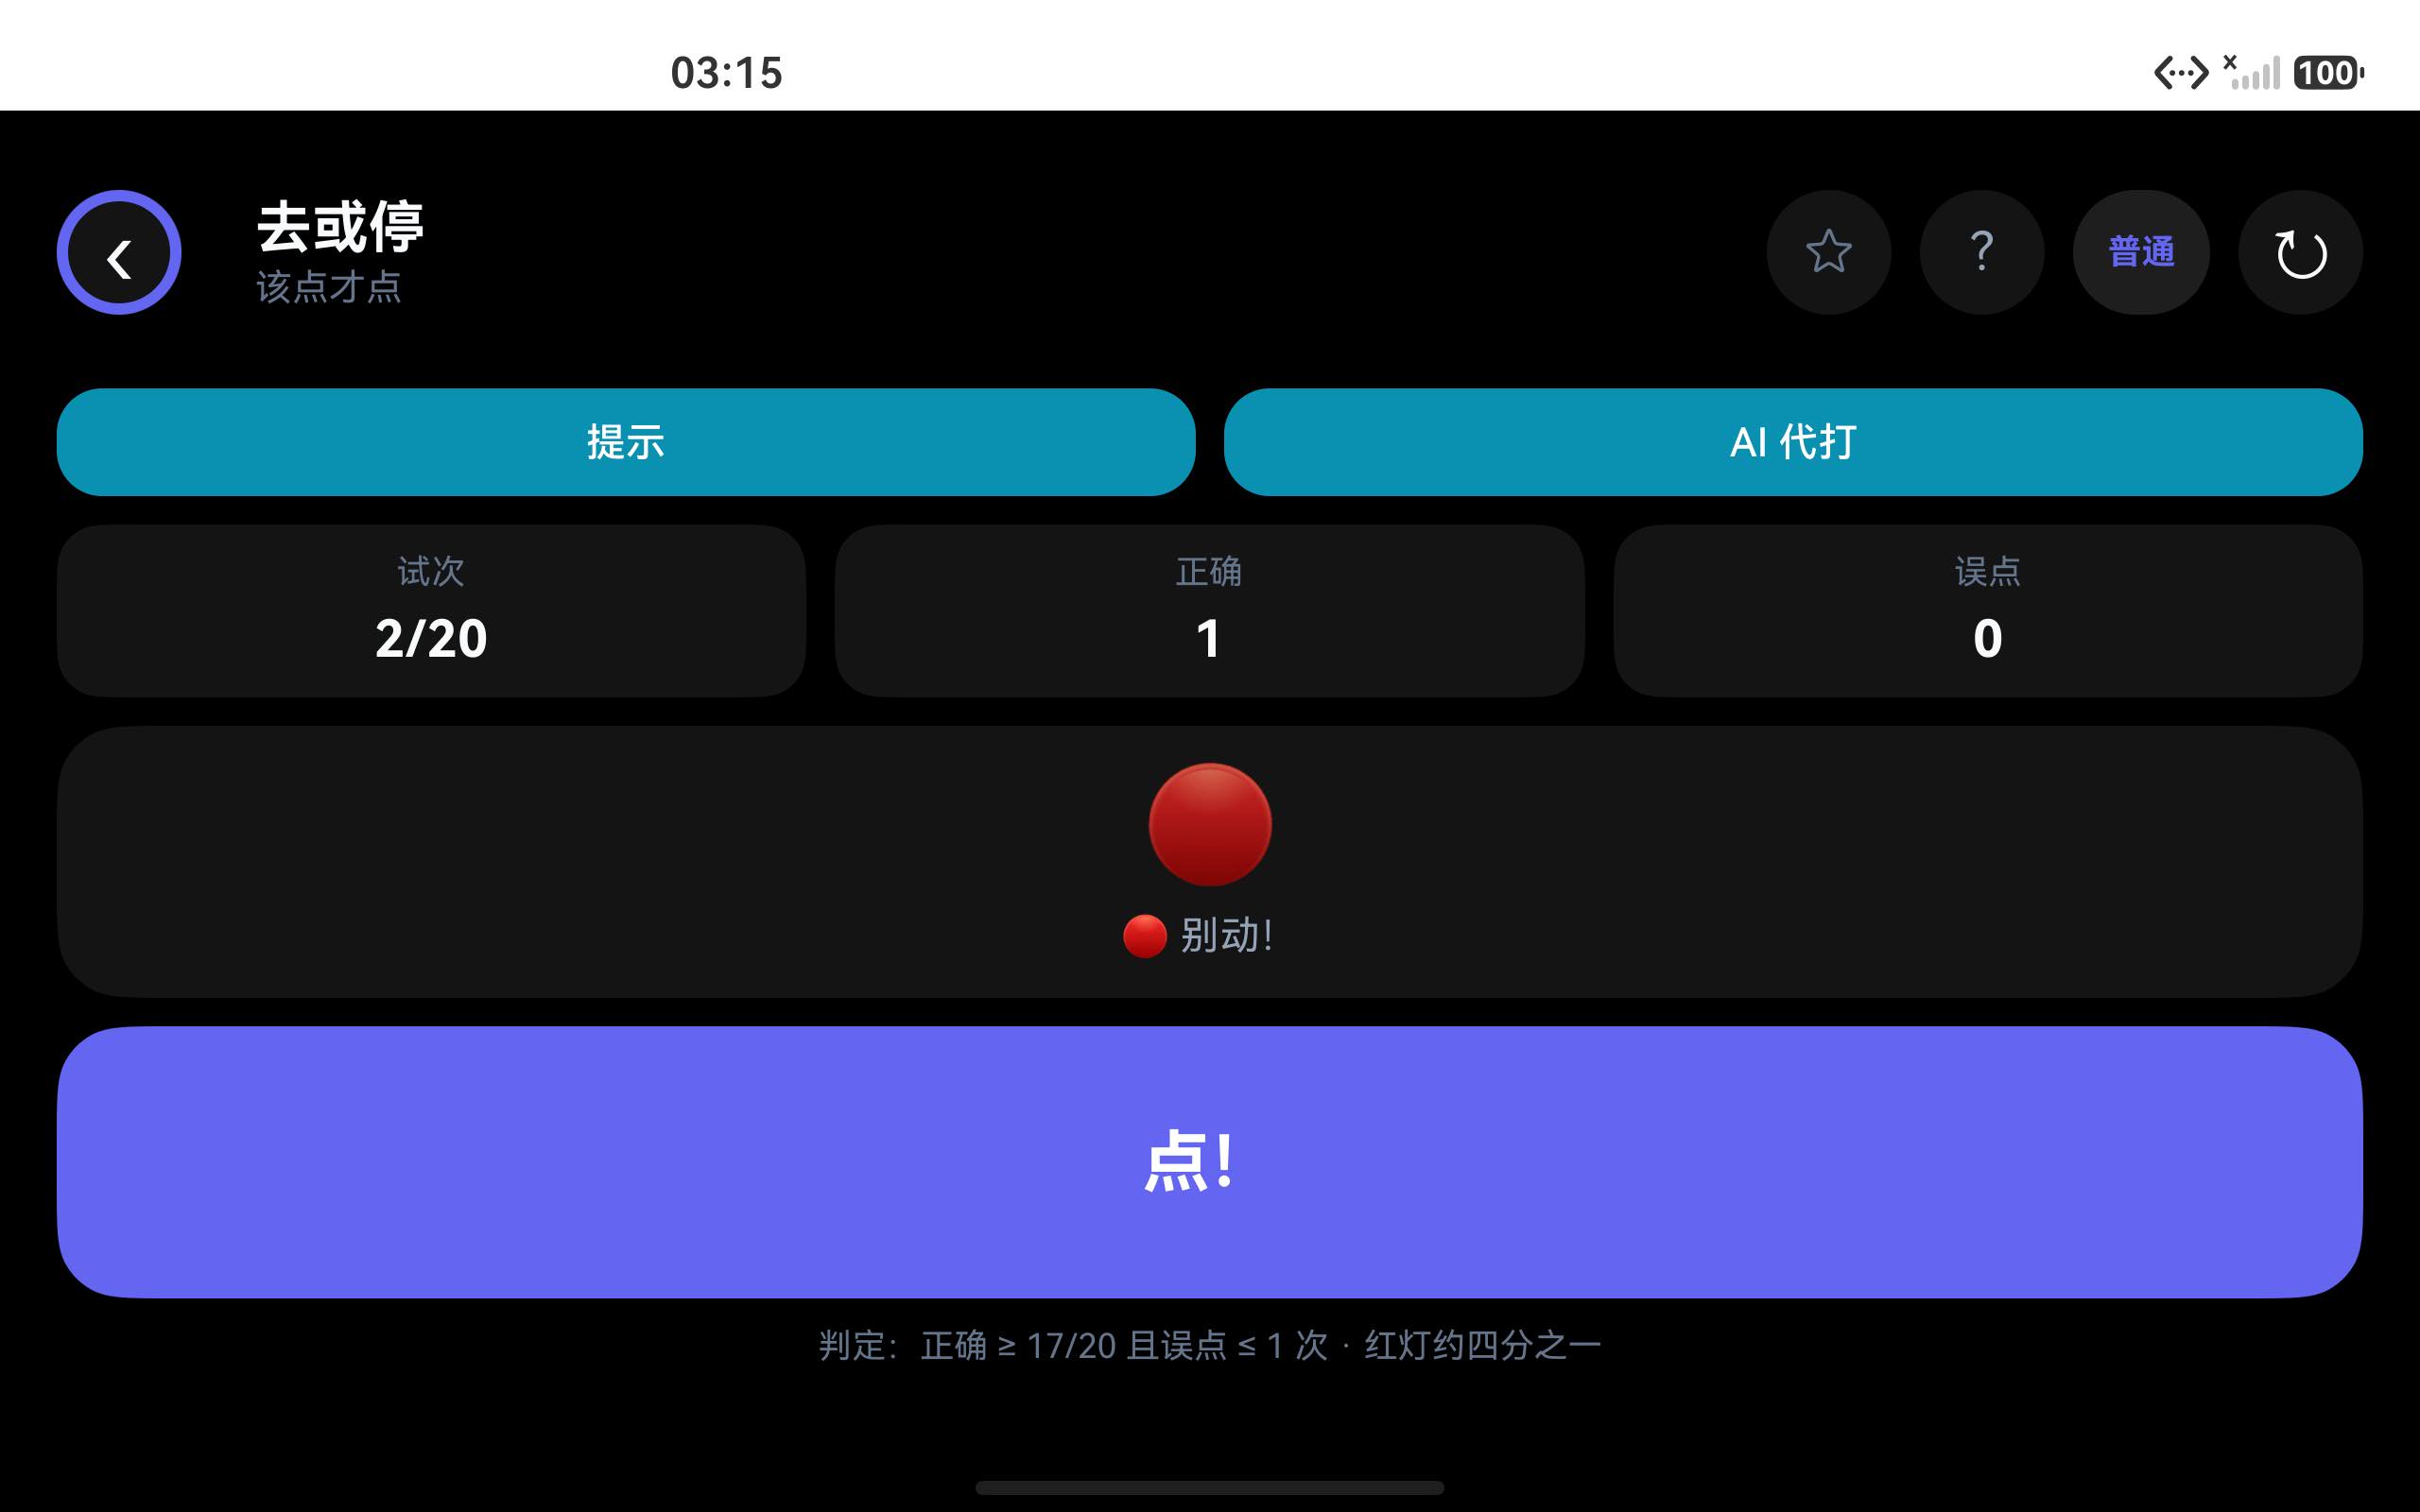 03:15
100
去或停
该点才点
?
普通
提示
AI 代打
试次
正确
误点
2/20
1
0
别动!
点!
判定：正确 ≥ 17/20 且误点 ≤ 1 次 · 红灯约四分之一